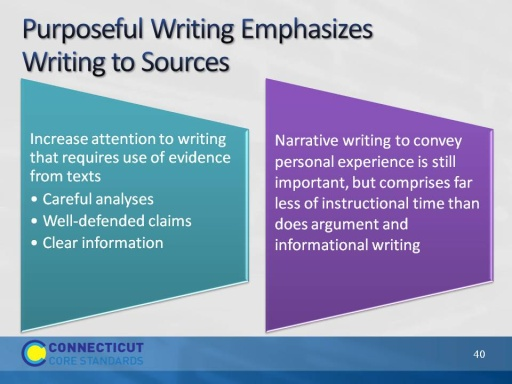 Purposeful Writing Emphasizes
Writing to Sources
Increase attention to writing
that requires use of evidence
from texts
• Careful analyses
• Well-defended claims
• Clear information
Narrative writing to convey
personal experience is still
important, but comprises far
less of instructional time than
does argument and
informational writing
CONNECTICUT
CORE STANDARDS
40